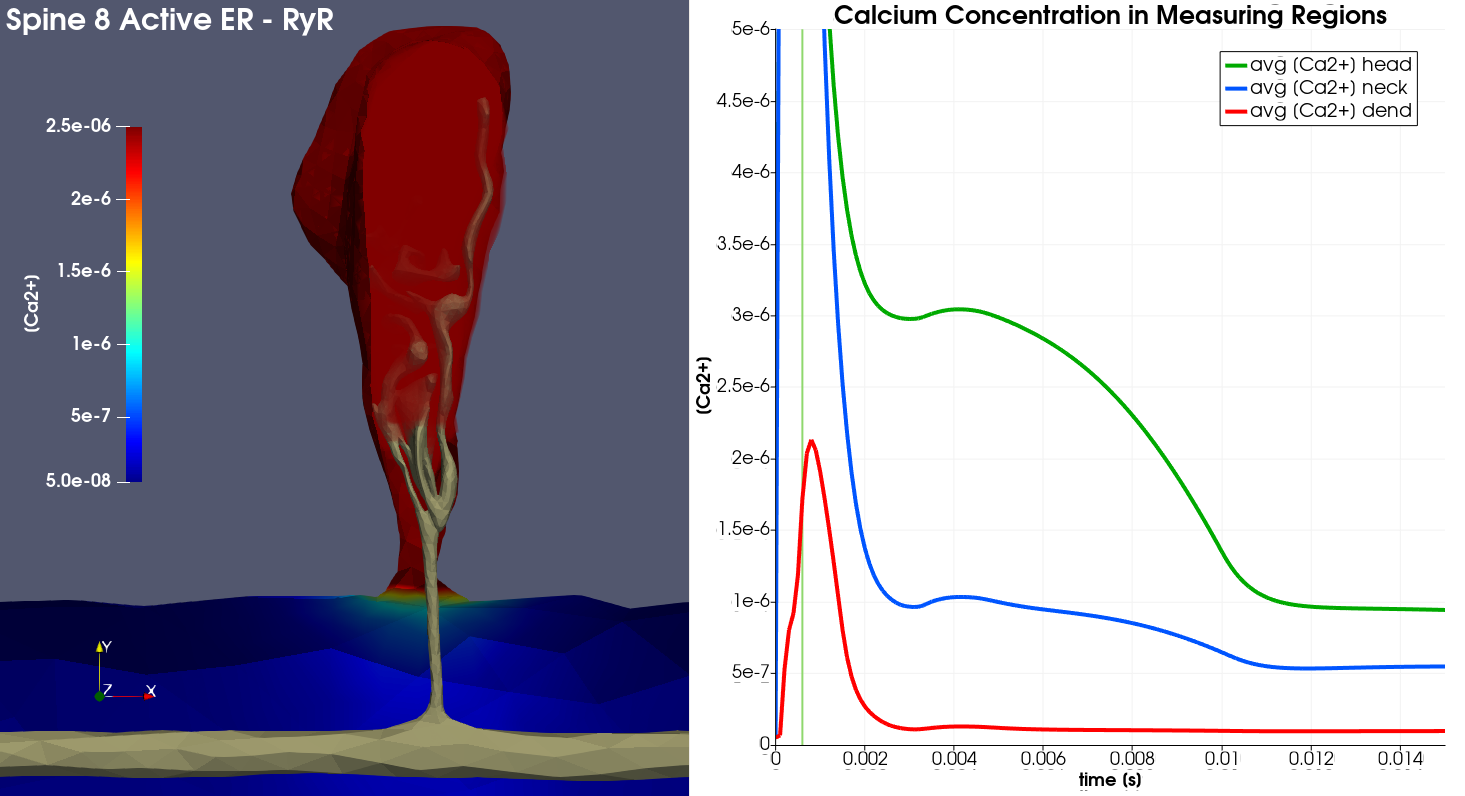 Spine 8 Active ER - RyR
2.5e-06
2e-6
1.5e-6
1e-6
5e-7
5.0e-08
(Ca2+)
Y
Z
X
Calcium Concentration in Measuring Regions
avg (Ca2+) head
avg (Ca2+) neck
avg (Ca2+) dend
5e-6
4.5e-6
4e-6
3.5e-6
3e-6
2.5e-6
2e-6
1.5e-6
1e-6
5e-7
0
(Ca2+)
0 0.002 0.004 0.006 0.008 0.01 0.012 0.014
time (s)